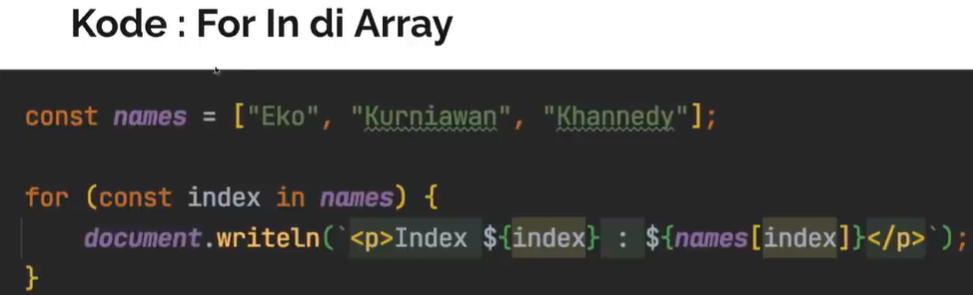 Kode : For In di Array
const names = ["Eko", "Kurniawan", "Khannedy"];
for (const index in names) {
    document.writeln(`<p>Index ${index} : ${names[index]}</p>`);
}